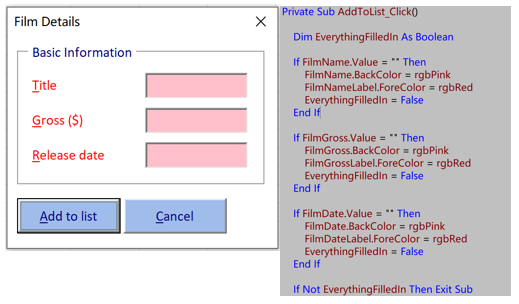 Film Details
Basic Information
Title
Gross ($)
Release date
Add to list
Cancel
Private Sub AddToList_Click()
Dim EverythingFilledIn As Boolean
If FilmName.Value = "" Then
FilmName.BackColor = rgbPink
FilmNameLabel.ForeColor = rgbRed
EverythingFilledIn = False
End If
If FilmGross.Value = "" Then
FilmGross.BackColor = rgbPink
FilmGrossLabel.ForeColor = rgbRed
EverythingFilledIn = False
End If
If FilmDate.Value = "" Then
FilmDate.BackColor = rgbPink
FilmDateLabel.ForeColor = rgbRed
EverythingFilledIn = False
End If
If Not EverythingFilledIn Then Exit Sub